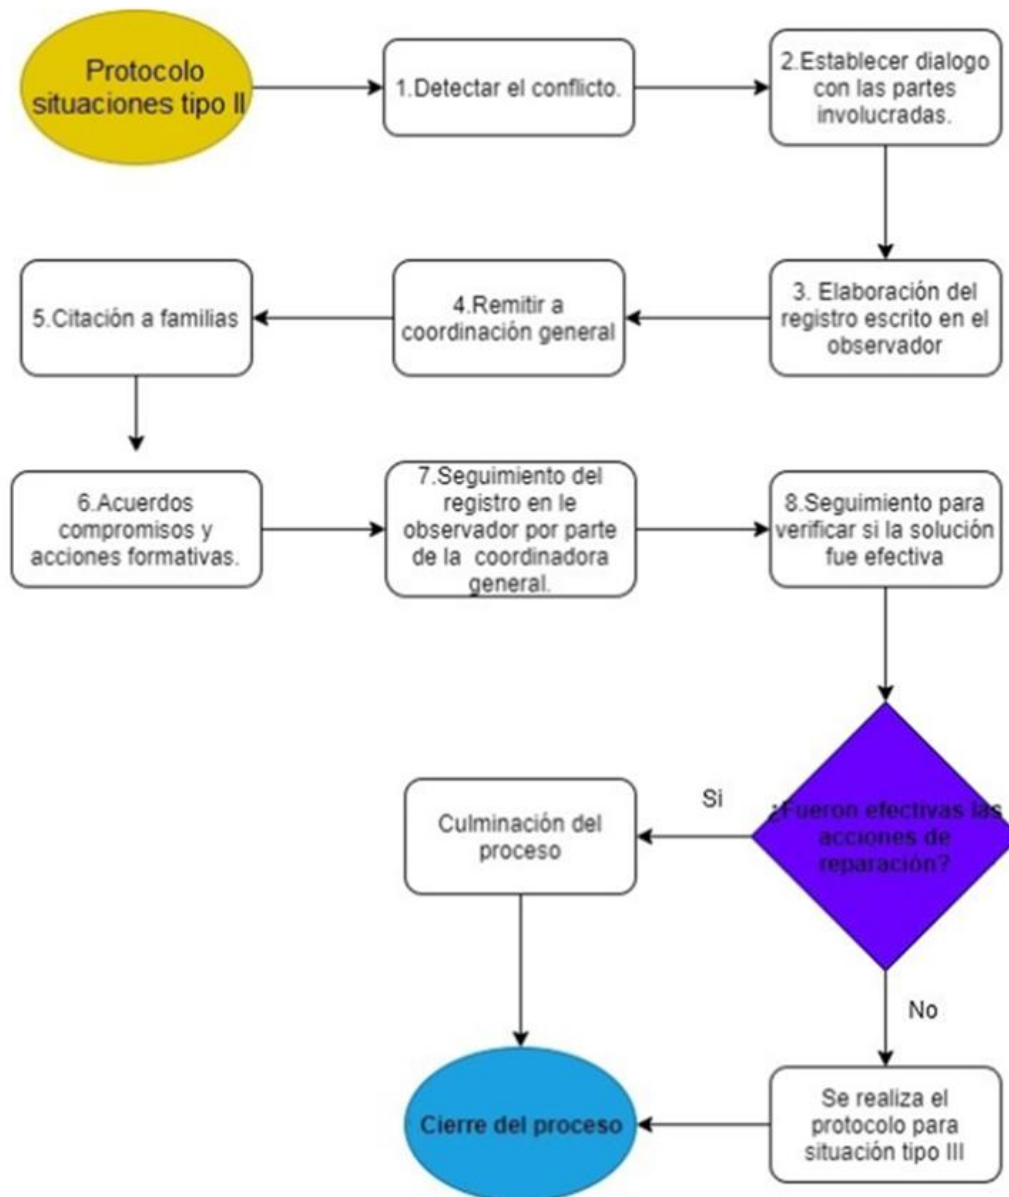 Protocolo
situaciones tipo II
1.Detectar el conflicto.
2.Establecer dialogo
con las partes
involucradas.
3. Elaboración del
registro escrito en el
observador
4.Remitir a
coordinación general
5.Citación a familias
6.Acuerdos
compromisos y
acciones formativas.
7.Seguimiento del
registro en le
observador por parte
de la coordinadora
general.
8.Seguimiento para
verificar si la solución
fue efectiva
¿Fueron efectivas las
acciones de
reparación?
Si
Culminación del
proceso
No
Se realiza el
protocolo para
situación tipo III
Cierre del proceso